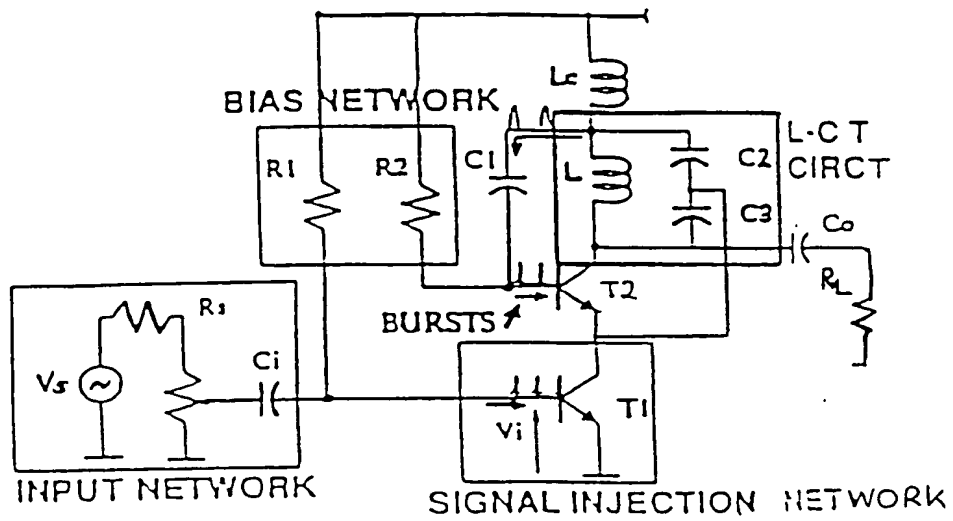 Lc
BIAS NETWORK
L-C T
CIRCT
R1
R2
C1
L
C2
C3
Co
RL
T2
BURSTS
Rs
Vs
Ci
Vi
T1
INPUT NETWORK
SIGNAL INJECTION NETWORK